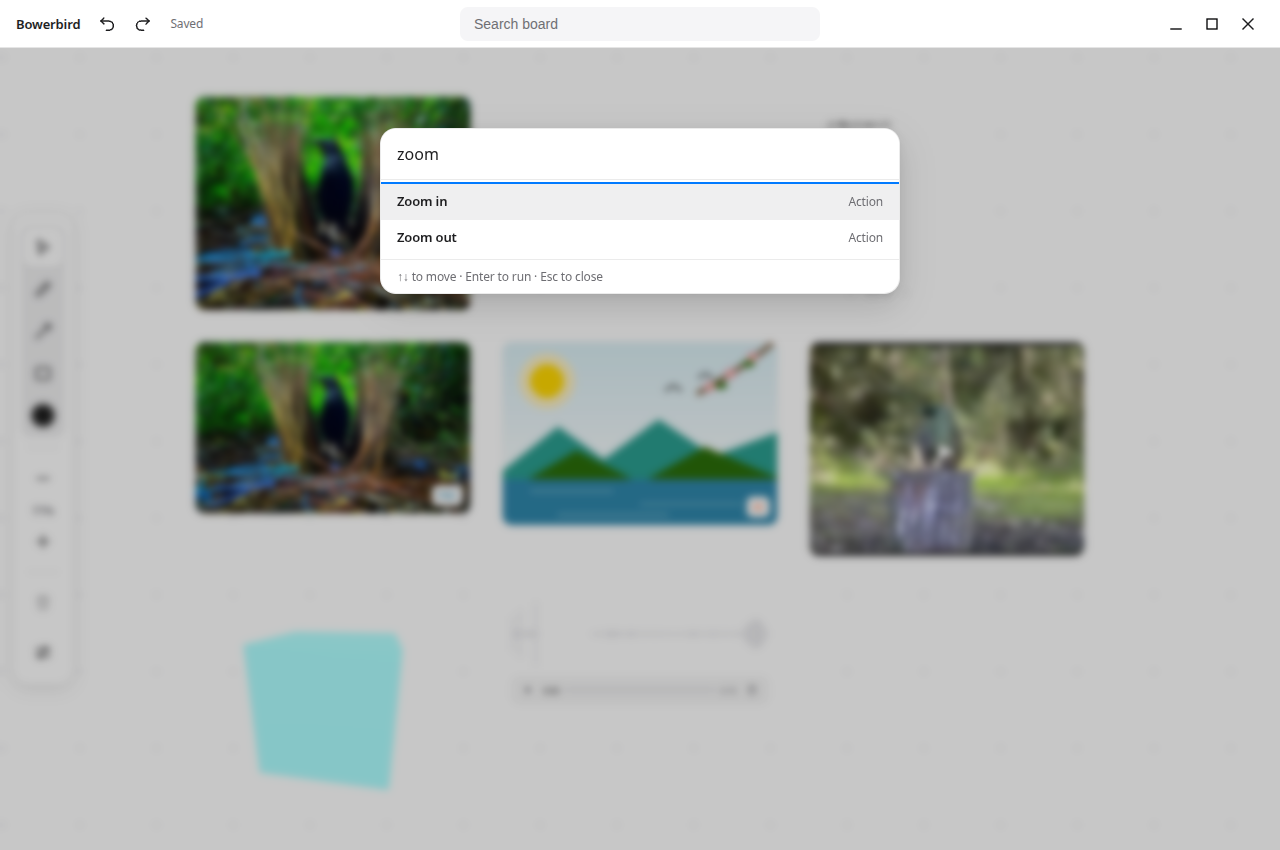 Bowerbird
Saved
Search board
zoom
Zoom in Action
Zoom out Action
↑↓ to move · Enter to run · Esc to close